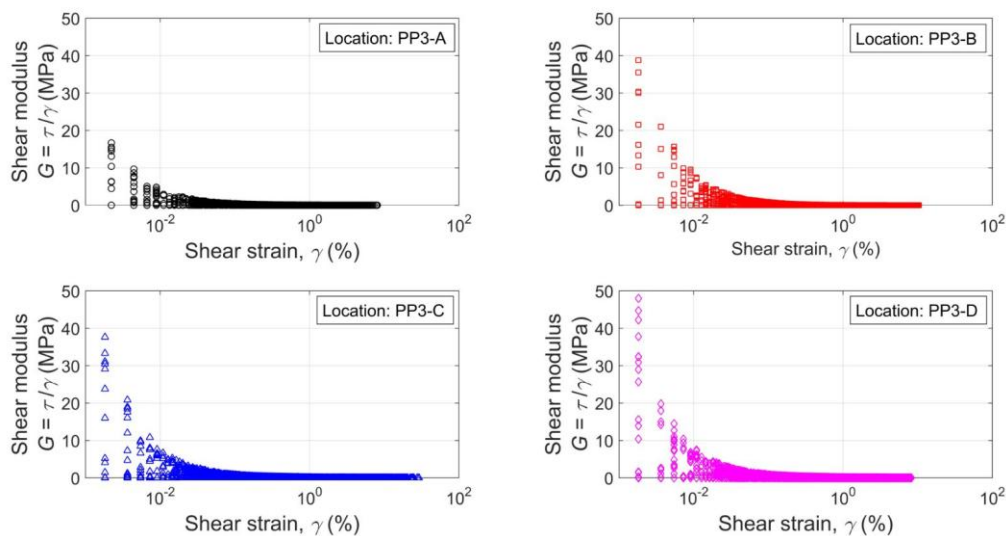 50
40
30
20
10
0
Shear modulus
G = τ/γ (MPa)
Location: PP3-A
10-2
100
102
Shear strain, γ (%)
50
40
30
20
10
0
Shear modulus
G = τ/γ (MPa)
Location: PP3-B
10-2
100
102
Shear strain, γ (%)
50
40
30
20
10
0
Shear modulus
G = τ/γ (MPa)
Location: PP3-C
10-2
100
102
Shear strain, γ (%)
50
40
30
20
10
0
Shear modulus
G = τ/γ (MPa)
Location: PP3-D
10-2
100
102
Shear strain, γ (%)